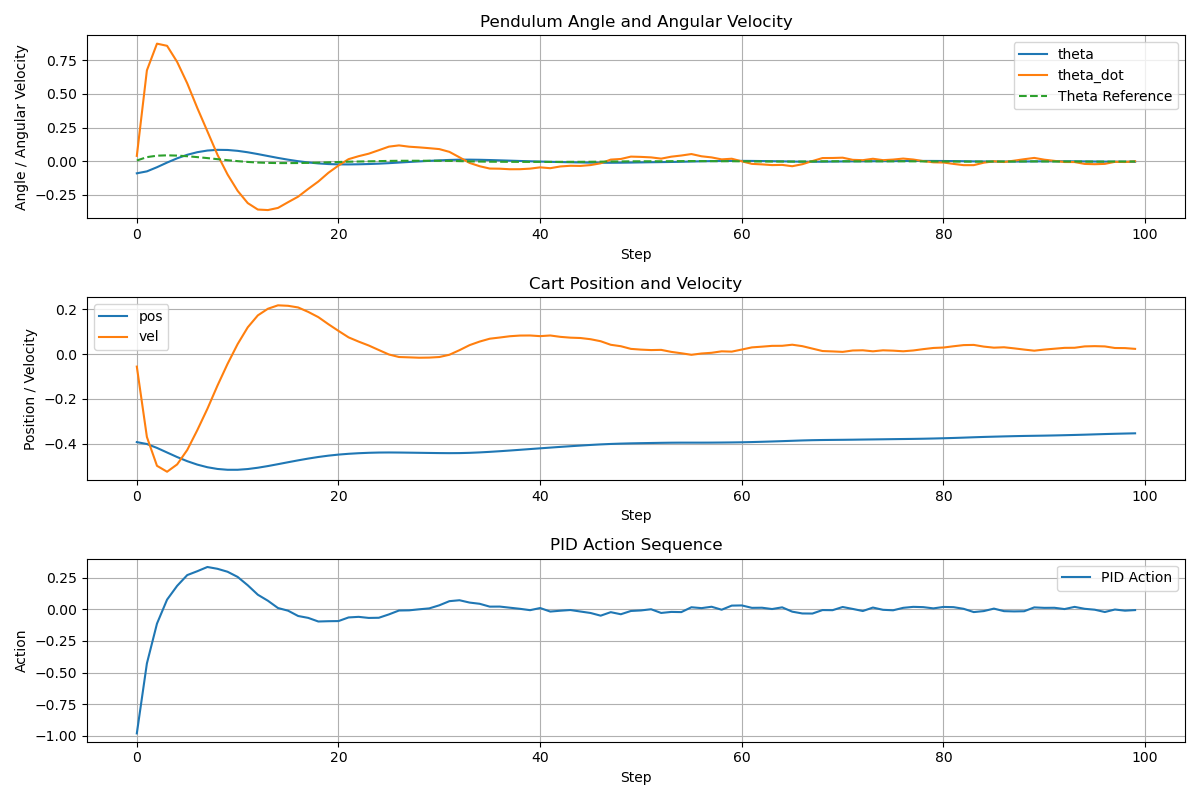 Pendulum Angle and Angular Velocity
Angle / Angular Velocity
0.75
0.50
0.25
0.00
−0.25
theta
theta_dot
Theta Reference
0 20 40 60 80 100
Step
Cart Position and Velocity
Position / Velocity
0.2
0.0
−0.2
−0.4
pos
vel
0 20 40 60 80 100
Step
PID Action Sequence
Action
0.25
0.00
−0.25
−0.50
−0.75
−1.00
PID Action
0 20 40 60 80 100
Step